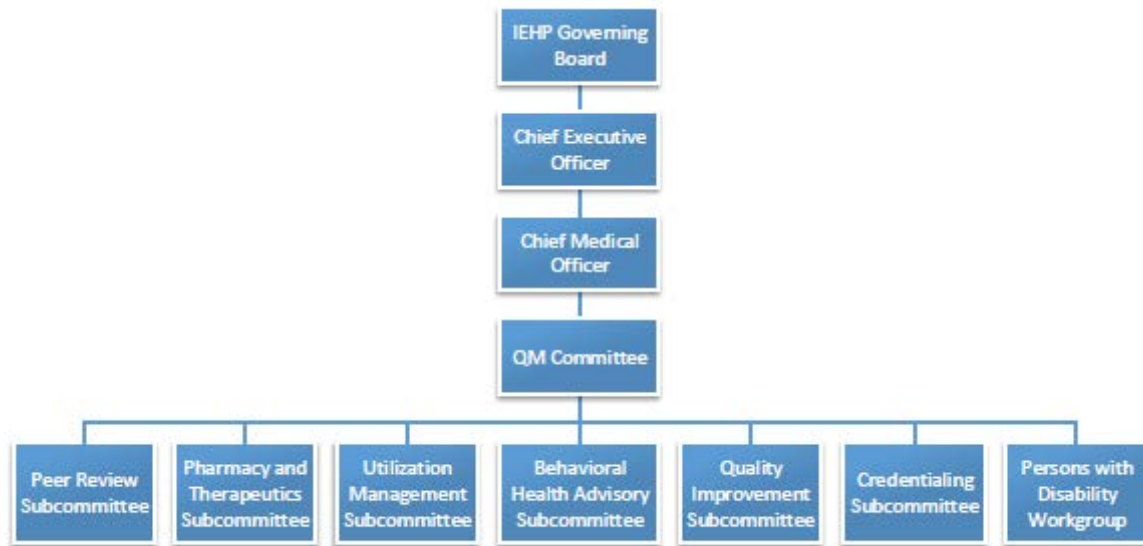 IEHP Governing
Board
Chief Executive
Officer
Chief Medical
Officer
QM Committee
Peer Review
Subcommittee
Pharmacy and
Therapeutics
Subcommittee
Utilization
Management
Subcommittee
Behavioral
Health Advisory
Subcommittee
Quality
Improvement
Subcommittee
Credentialing
Subcommittee
Persons with
Disability
Workgroup